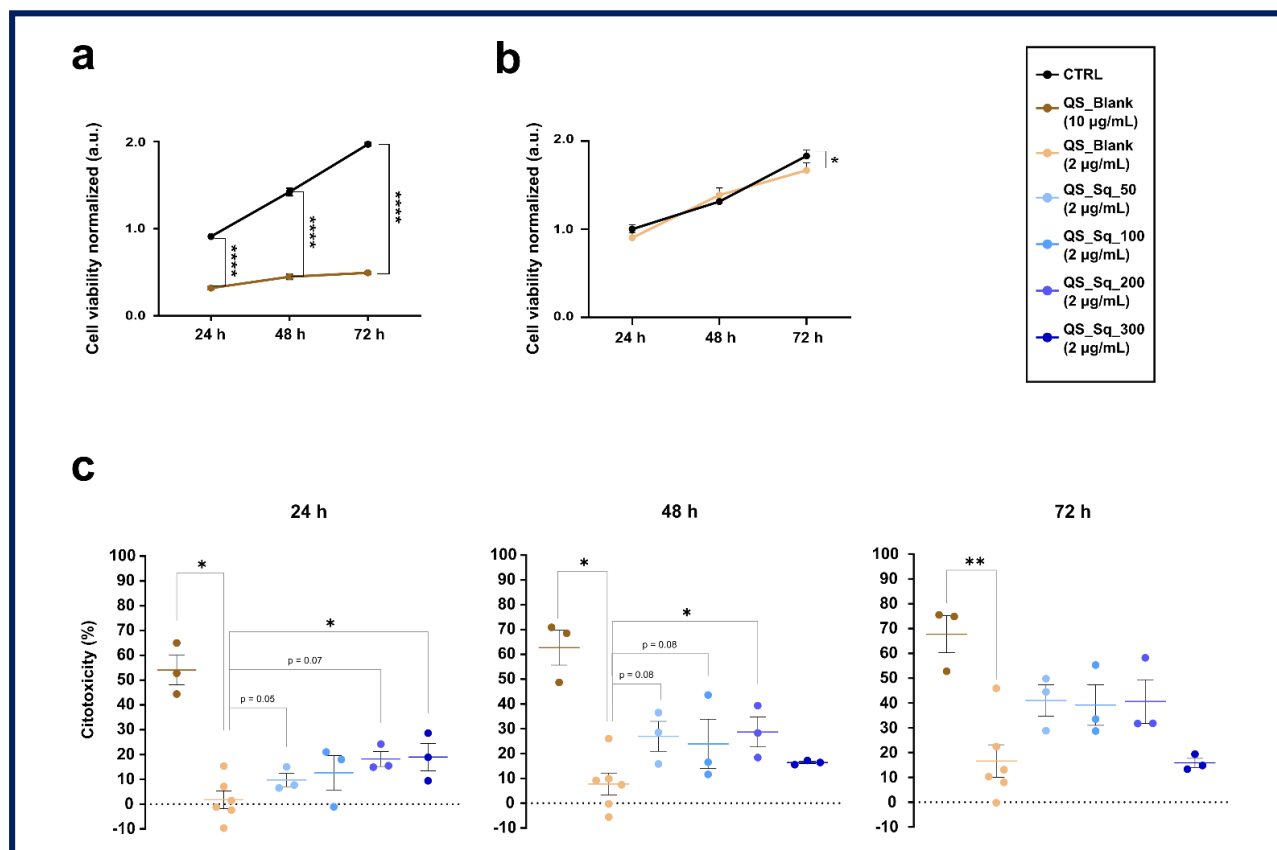 a
b
Cell viability normalized (a.u.)
2.0
1.0
0.0
24 h
48 h
72 h
****
****
****
Cell viability normalized (a.u.)
2.0
1.0
0.0
24 h
48 h
72 h
*
CTRL
QS_Blank
(10 µg/mL)
QS_Blank
(2 µg/mL)
QS_Sq_50
(2 µg/mL)
QS_Sq_100
(2 µg/mL)
QS_Sq_200
(2 µg/mL)
QS_Sq_300
(2 µg/mL)
c
24 h
Citotoxicity (%)
100
90
80
70
60
50
40
30
20
10
0
-10
*
*
p = 0.07
p = 0.05
48 h
100
90
80
70
60
50
40
30
20
10
0
-10
*
*
p = 0.08
p = 0.08
72 h
100
90
80
70
60
50
40
30
20
10
0
-10
**